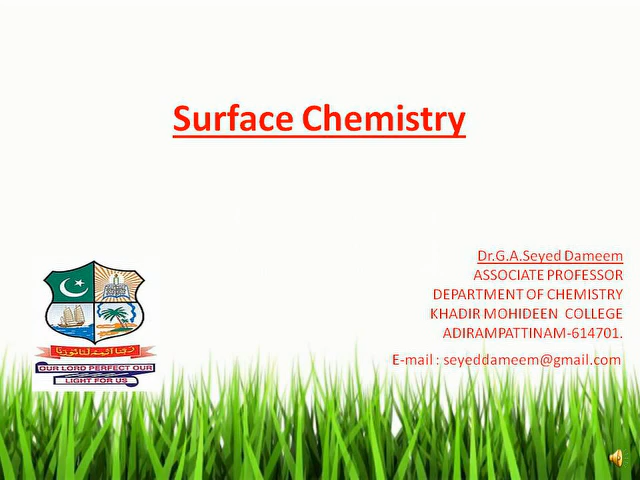 Surface Chemistry
Dr.G.A.Seyed Dameem
ASSOCIATE PROFESSOR
DEPARTMENT OF CHEMISTRY
KHADIR MOHIDEEN COLLEGE
ADIRAMPATTINAM-614701.
E-mail : seyeddameem@gmail.com
OUR LORD PERFECT OUR
LIGHT FOR US